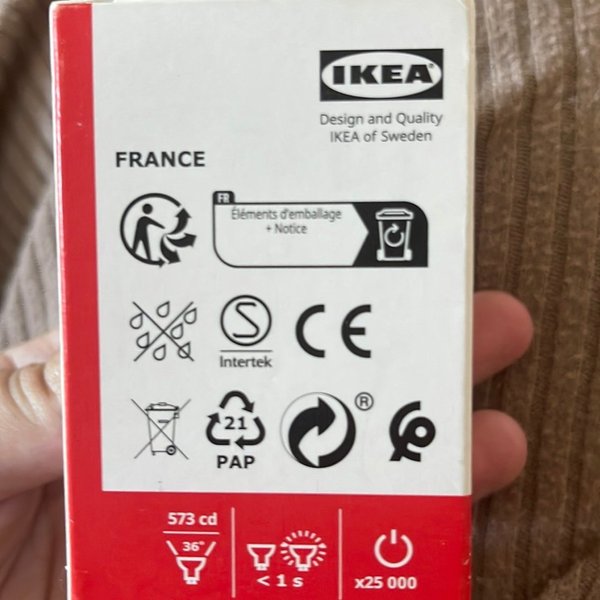 IKEA®
Design and Quality
IKEA of Sweden
FRANCE
FR
Éléments d'emballage
+ Notice
S
Intertek
CE
®
21
PAP
573 cd
36°
< 1 s
x25 000